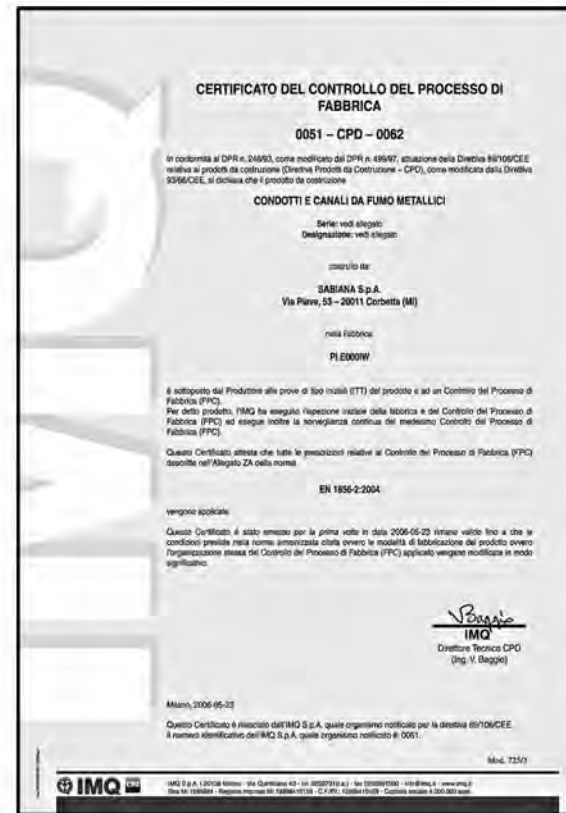 CERTIFICATO DEL CONTROLLO DEL PROCESSO DI
FABBRICA
0051 – CPD – 0062
In conformità al DPR n. 246/93, come modificato dal DPR n. 499/97, attuazione della Direttiva 89/106/CEE
relativa ai prodotti da costruzione (Direttiva Prodotti da Costruzione – CPD), come modificata dalla Direttiva
93/68/CEE, si dichiara che il prodotto da costruzione
CONDOTTI E CANALI DA FUMO METALLICI
Serie: vedi allegato
Designazione: vedi allegato
costruito da:
SABIANA S.p.A.
Via Piave, 53 – 20011 Corbetta (MI)
nella Fabbrica
PI.E000IW
è sottoposto dal Produttore alle prove di tipo iniziali (ITT) del prodotto e ad un Controllo del Processo di
Fabbrica (FPC).
Per detto prodotto, l'IMQ ha eseguito l'ispezione iniziale della fabbrica e del Controllo del Processo di
Fabbrica (FPC) ed esegue inoltre la sorveglianza continua del medesimo Controllo del Processo di
Fabbrica (FPC).
Questo Certificato attesta che tutte le prescrizioni relative al Controllo del Processo di Fabbrica (FPC)
descritte nell'Allegato ZA della norma
EN 1856-2:2004
vengono applicate
Questo Certificato è stato emesso per la prima volta in data 2006-05-23 rimane valido fino a che le
condizioni previste nella norma armonizzata citata ovvero le modalità di fabbricazione del prodotto ovvero
l'organizzazione stessa del Controllo del Processo di Fabbrica (FPC) applicato vengano modificate in modo
significativo.
V Baggio
IMQ
Direttore Tecnico CPD
(Ing. V. Baggio)
Milano, 2006-05-23
Questo Certificato è rilasciato dall'IMQ S.p.A. quale organismo notificato per la direttiva 89/106/CEE.
Il numero identificativo dell'IMQ S.p.A. quale organismo notificato è: 0051.
Mod. 725/3
IMQ